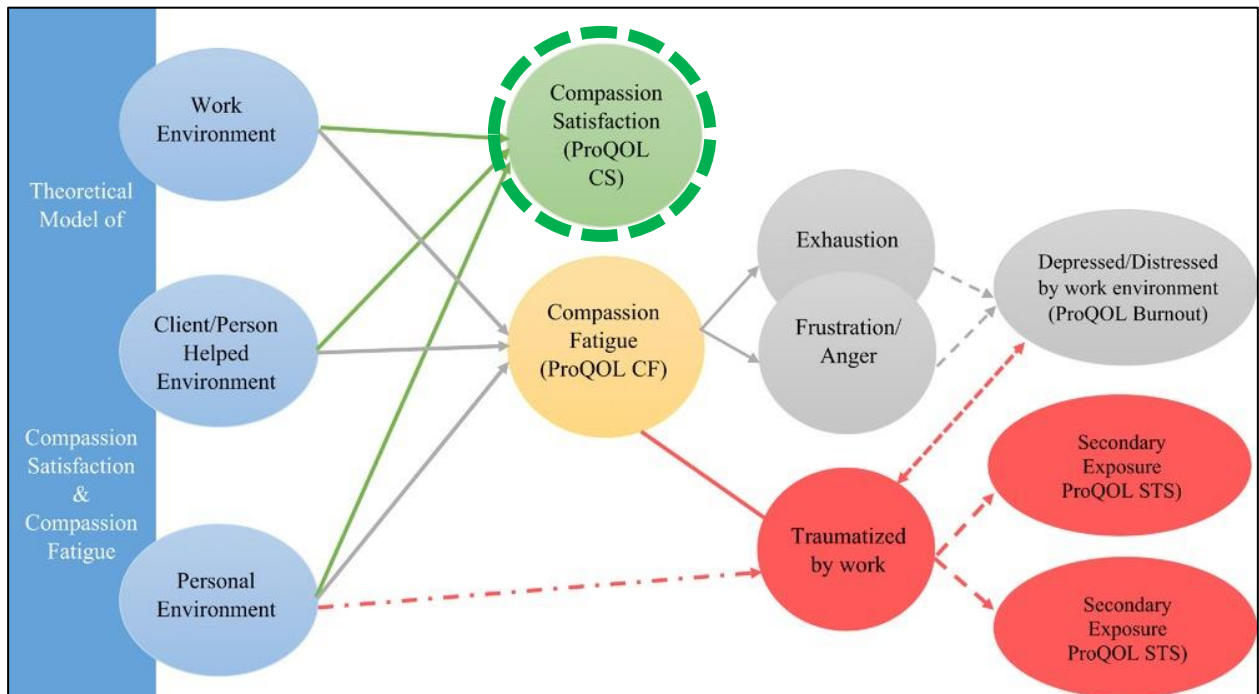 Theoretical
Model of
Compassion
Satisfaction
&
Compassion
Fatigue
Work
Environment
Client/Person
Helped
Environment
Personal
Environment
Compassion
Satisfaction
(ProQOL
CS)
Compassion
Fatigue
(ProQOL CF)
Exhaustion
Frustration/
Anger
Traumatized
by work
Depressed/Distressed
by work environment
(ProQOL Burnout)
Secondary
Exposure
ProQOL STS)
Secondary
Exposure
ProQOL STS)